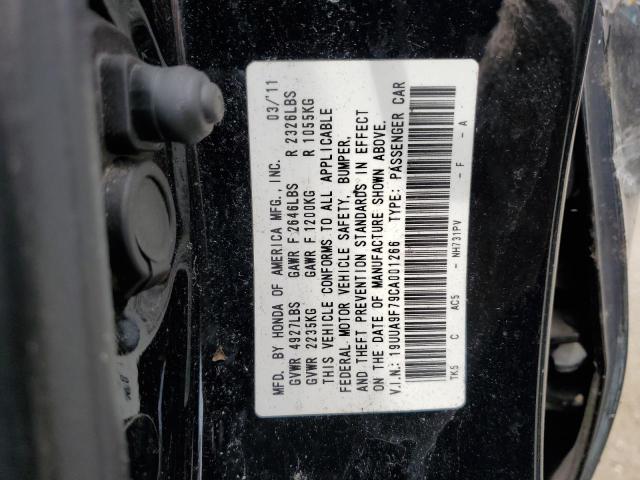 MFD. BY HONDA OF AMERICA MFG., INC. 03/'11
GVWR 4927LBS GAWR F 2646LBS R 2326LBS
GVWR 2235KG GAWR F 1200KG R 1055KG
THIS VEHICLE CONFORMS TO ALL APPLICABLE
FEDERAL MOTOR VEHICLE SAFETY, BUMPER,
AND THEFT PREVENTION STANDARDS IN EFFECT
ON THE DATE OF MANUFACTURE SHOWN ABOVE.
V.I.N.: 19UUA9F79CA001266 TYPE: PASSENGER CAR
TK5 C AC5 - NH731PV - F - A -